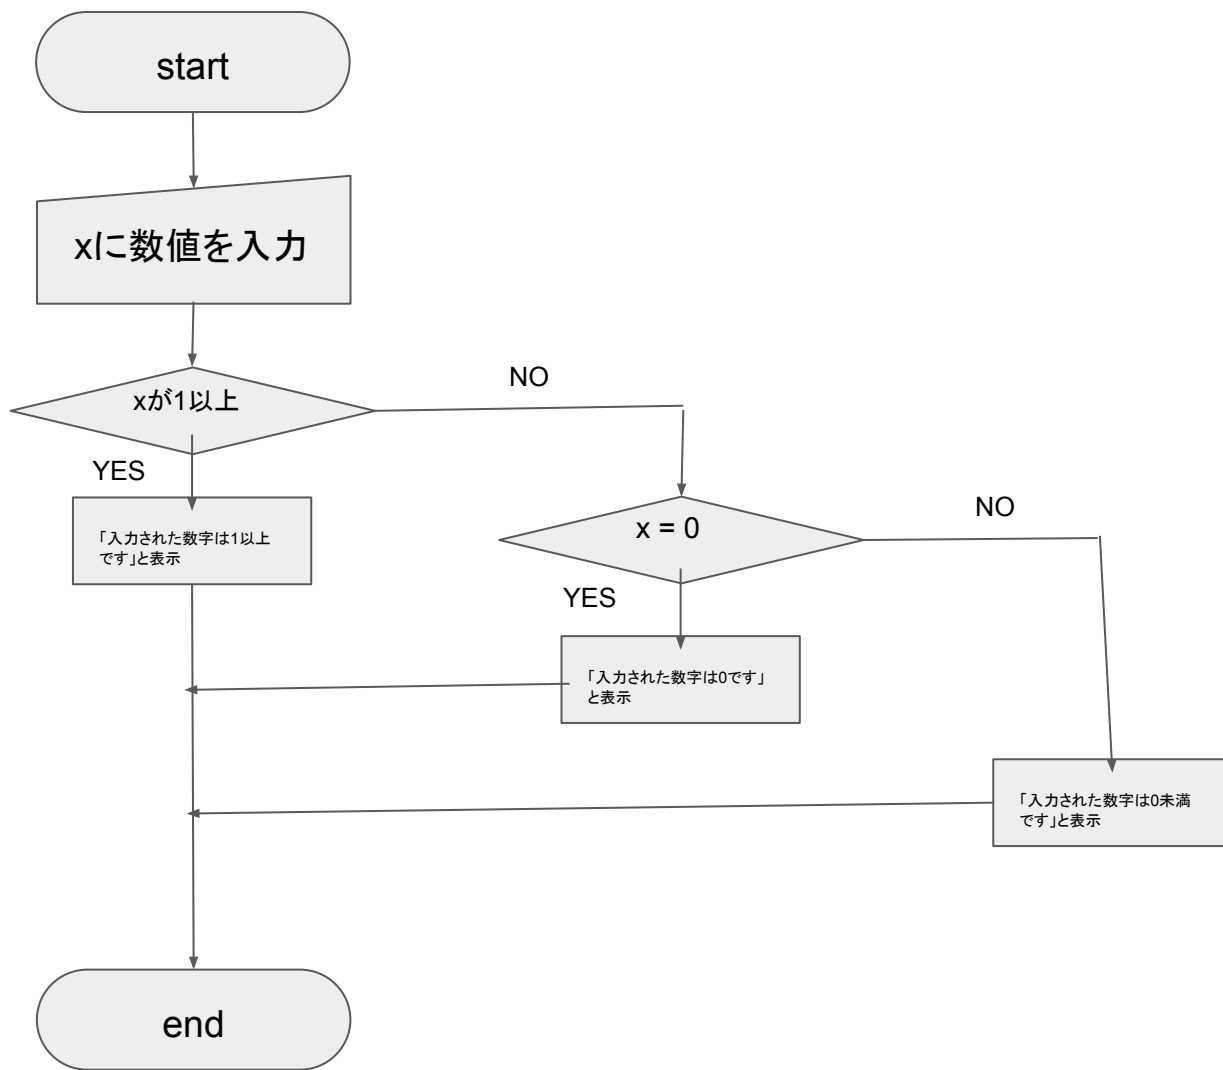 start
xに数値を入力
xが1以上
NO
YES
「入力された数字は1以上
です」と表示
x = 0
NO
YES
「入力された数字は0です」
と表示
「入力された数字は0未満
です」と表示
end